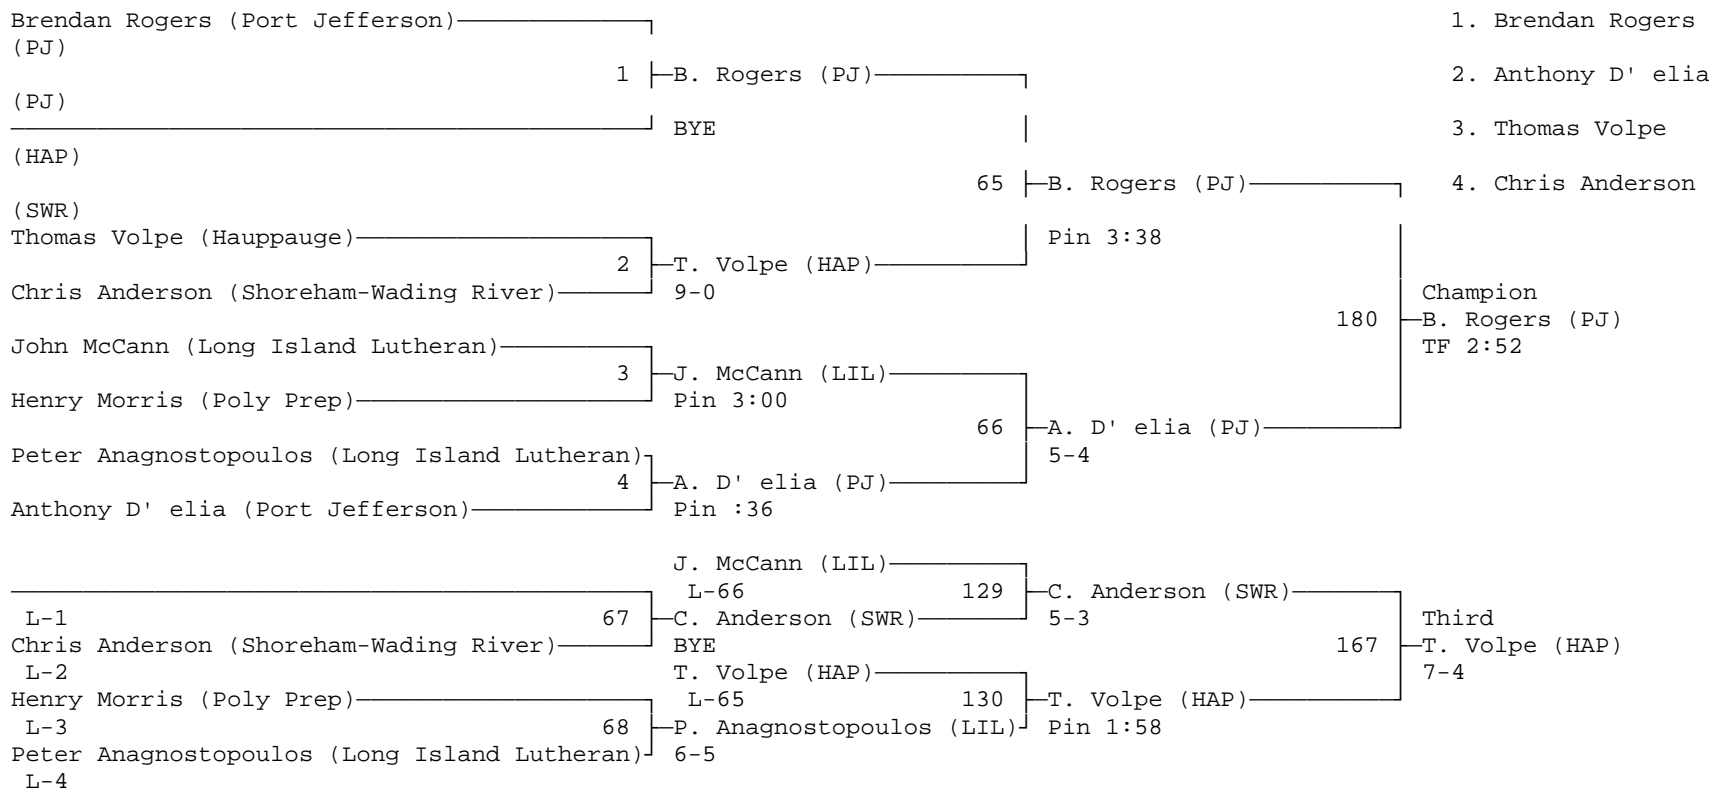 Brendan Rogers (Port Jefferson) 1. Brendan Rogers
(PJ)
1 B. Rogers (PJ) 2. Anthony D' elia
(PJ)
BYE 3. Thomas Volpe
(HAP)
65 B. Rogers (PJ) 4. Chris Anderson
(SWR)
Thomas Volpe (Hauppauge) Pin 3:38
2 T. Volpe (HAP)
Chris Anderson (Shoreham-Wading River) 9-0 Champion
180 B. Rogers (PJ)
John McCann (Long Island Lutheran) TF 2:52
3 J. McCann (LIL)
Henry Morris (Poly Prep) Pin 3:00
66 A. D' elia (PJ)
Peter Anagnostopoulos (Long Island Lutheran) 5-4
4 A. D' elia (PJ)
Anthony D' elia (Port Jefferson) Pin :36
J. McCann (LIL)
L-66 129 C. Anderson (SWR)
L-1 67 C. Anderson (SWR) 5-3 Third
Chris Anderson (Shoreham-Wading River) BYE 167 T. Volpe (HAP)
L-2 T. Volpe (HAP) 7-4
Henry Morris (Poly Prep) L-65 130 T. Volpe (HAP)
L-3 68 P. Anagnostopoulos (LIL) Pin 1:58
Peter Anagnostopoulos (Long Island Lutheran) 6-5
L-4